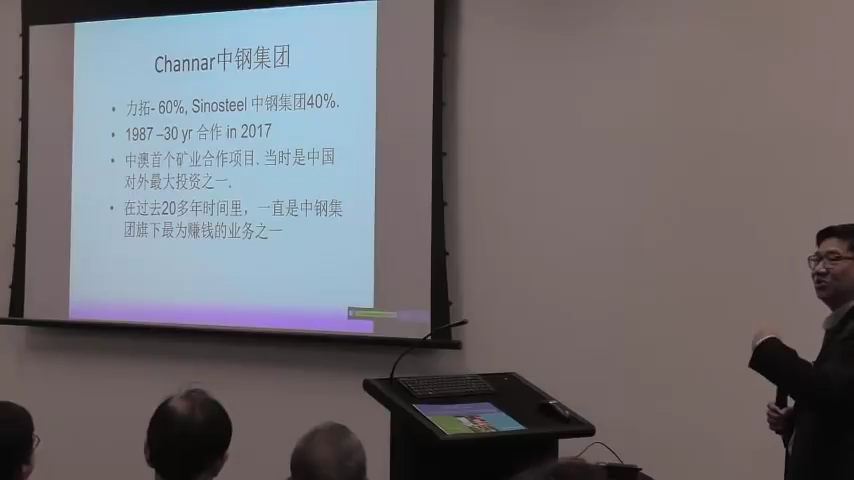 Channar中钢集团
• 力拓- 60%, Sinosteel 中钢集团40%.
• 1987 –30 yr 合作 in 2017
• 中澳首个矿业合作项目, 当时是中国
对外最大投资之一.
• 在过去20多年时间里，一直是中钢集
团旗下最为赚钱的业务之一